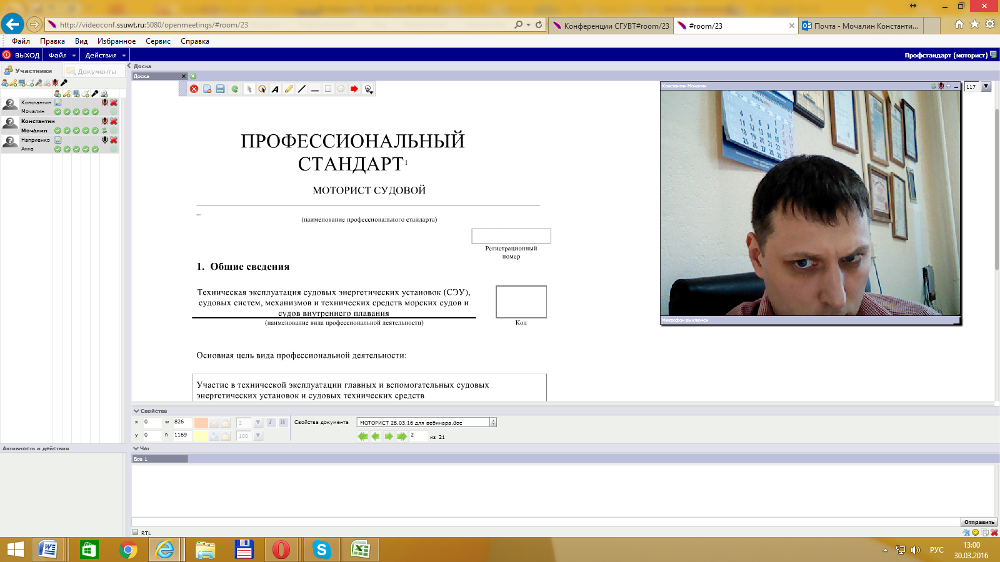 http://videoconf.ssuwt.ru:5080/openmeetings/#room/23
Конференции СГУВТ#room/23
#room/23
Почта - Мочалин Константи...
Файл Правка Вид Избранное Сервис Справка
ВЫХОД Файл Действия
Профстандарт (моторист)
Участники Документы
Константин
Мочалин
Константин
Мочалин
Наприенко
Анна
Активность и действия
Доска
Доска
ПРОФЕССИОНАЛЬНЫЙ
СТАНДАРТ1
МОТОРИСТ СУДОВОЙ
(наименование профессионального стандарта)
Регистрационный
номер
1. Общие сведения
Техническая эксплуатация судовых энергетических установок (СЭУ),
судовых систем, механизмов и технических средств морских судов и
судов внутреннего плавания
(наименование вида профессиональной деятельности)
Код
Основная цель вида профессиональной деятельности:
Участие в технической эксплуатации главных и вспомогательных судовых
энергетических установок и судовых технических средств
Константин Мочалин
117
Микрофон выключен
Свойства
x 0 w 826 2 I B Свойства документа МОТОРИСТ 28.03.16 для вебинара.doc
y 0 h 1169 100 2 из 21
Чат
Все 1
Отправить
RTL
РУС
13:00
30.03.2016